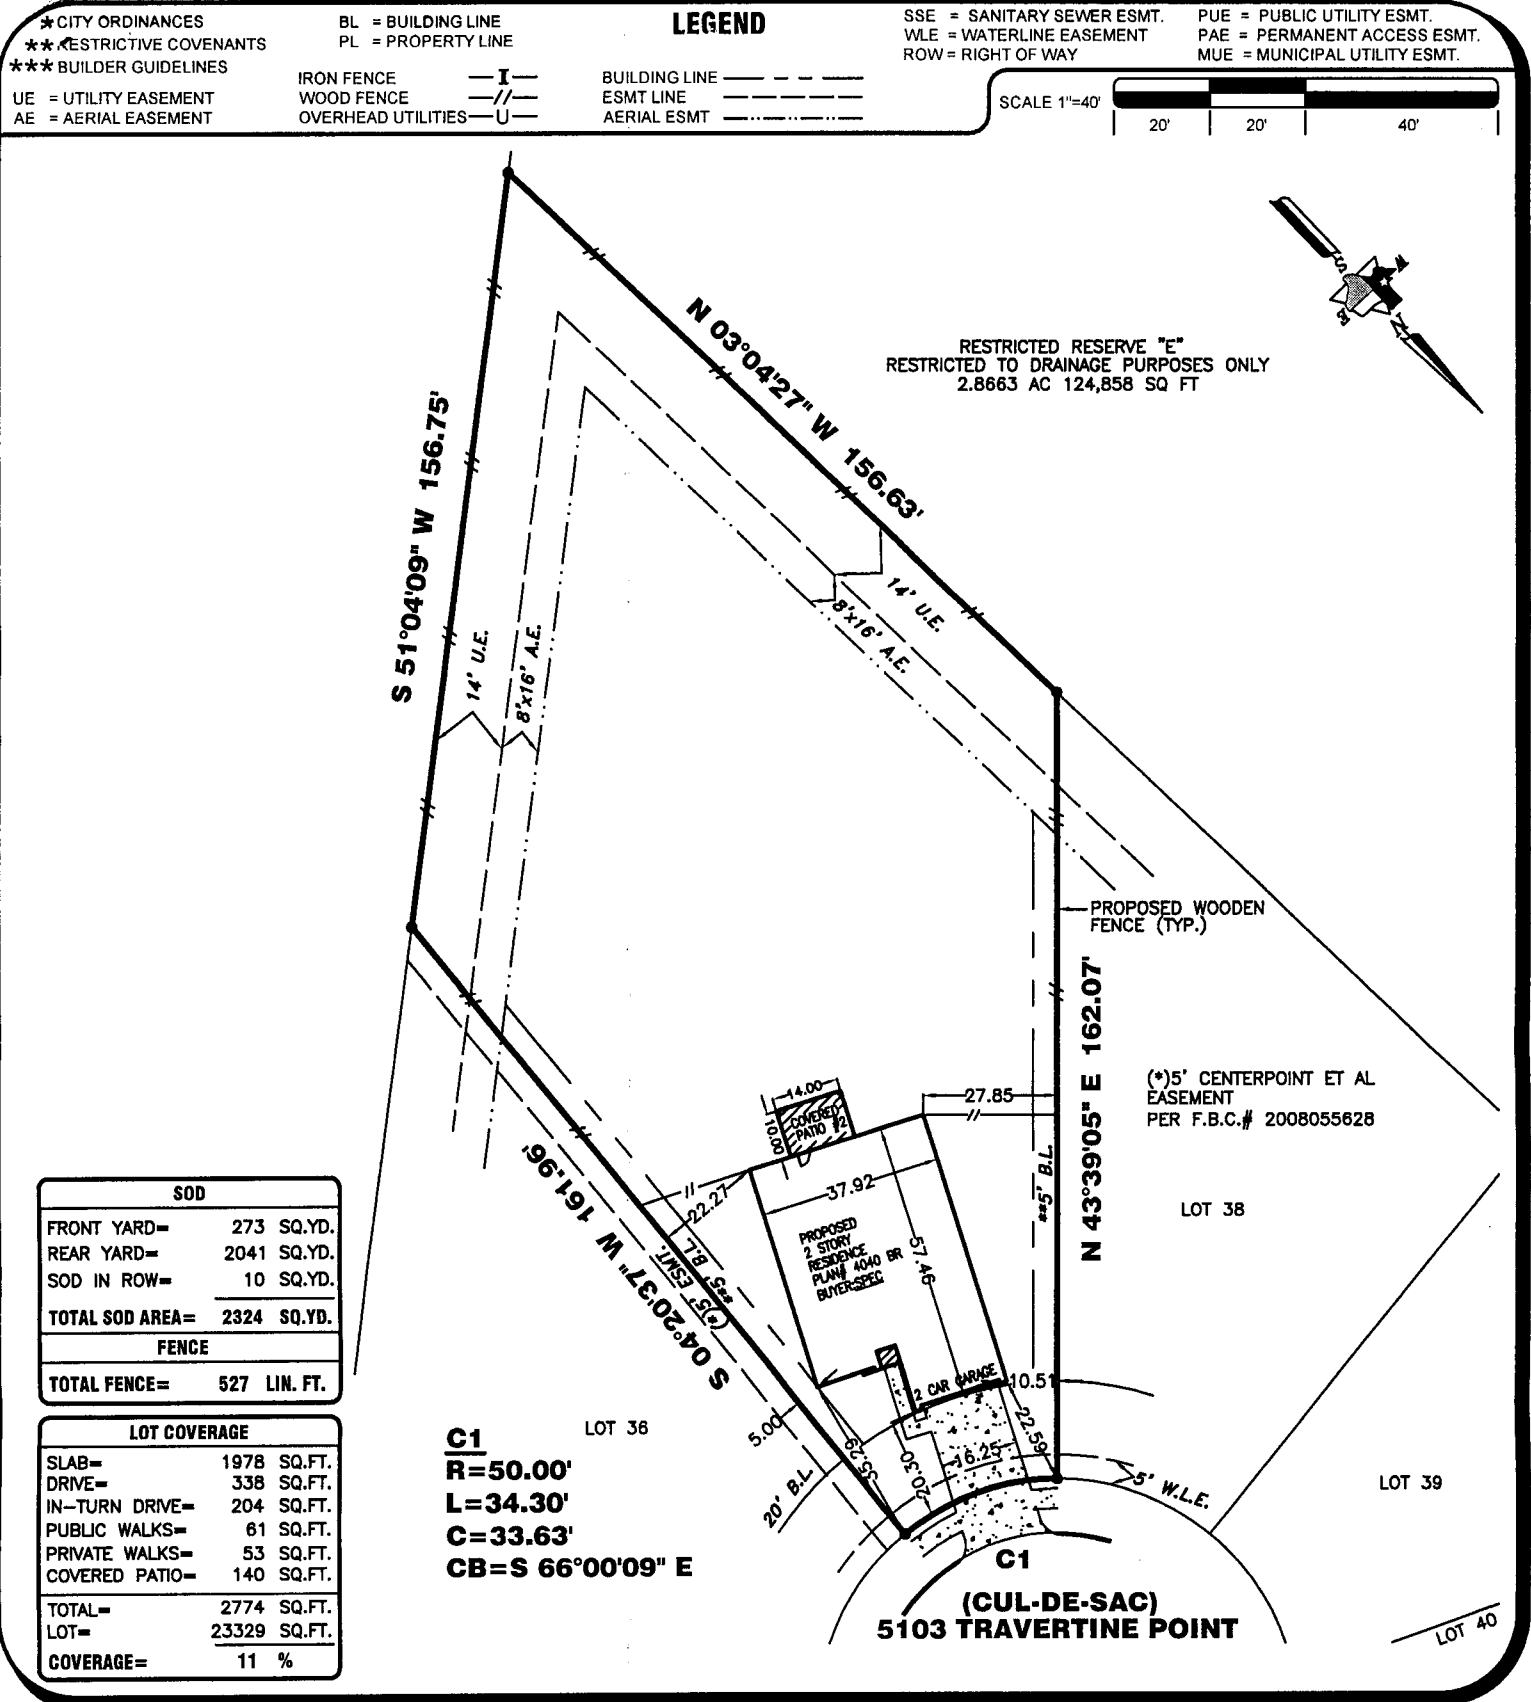 *CITY ORDINANCES
**RESTRICTIVE COVENANTS
***BUILDER GUIDELINES
UE = UTILITY EASEMENT
AE = AERIAL EASEMENT
BL = BUILDING LINE
PL = PROPERTY LINE
IRON FENCE —I—
WOOD FENCE —//—
OVERHEAD UTILITIES—U—
LEGEND
BUILDING LINE
ESMT LINE
AERIAL ESMT
SSE = SANITARY SEWER ESMT.
WLE = WATERLINE EASEMENT
ROW = RIGHT OF WAY
PUE = PUBLIC UTILITY ESMT.
PAE = PERMANENT ACCESS ESMT.
MUE = MUNICIPAL UTILITY ESMT.
SCALE 1"=40'
20' 20' 40'
S
N
E
RESTRICTED RESERVE "E"
RESTRICTED TO DRAINAGE PURPOSES ONLY
2.8663 AC 124,858 SQ FT
N 03°04'27" W 156.63'
S 51°04'09" W 156.75'
14' U.E.
8'x16' A.E.
14' U.E.
8'x16' A.E.
PROPOSED WOODEN
FENCE (TYP.)
N 43°39'05" E 162.07'
(*)5' CENTERPOINT ET AL
EASEMENT
PER F.B.C.# 2008055628
27.85
**5' B.L.
LOT 38
14.00
10.00
COVERED
PATIO #2
37.92
57.46
PROPOSED
2 STORY
RESIDENCE
PLAN# 4040 BR
BUYER:SPEC
2 CAR GARAGE
S 04°20'37" W 161.96'
22.27
**5' B.L.
(*)5' ESMT.
10.51
22.59
16.25
20.30
35.29
5.00
20' B.L.
5' W.L.E.
LOT 36
LOT 39
LOT 40
C1
R=50.00'
L=34.30'
C=33.63'
CB=S 66°00'09" E
C1
(CUL-DE-SAC)
5103 TRAVERTINE POINT
SOD
FRONT YARD= 273 SQ.YD.
REAR YARD= 2041 SQ.YD.
SOD IN ROW= 10 SQ.YD.
TOTAL SOD AREA= 2324 SQ.YD.
FENCE
TOTAL FENCE= 527 LIN. FT.
LOT COVERAGE
SLAB= 1978 SQ.FT.
DRIVE= 338 SQ.FT.
IN-TURN DRIVE= 204 SQ.FT.
PUBLIC WALKS= 61 SQ.FT.
PRIVATE WALKS= 53 SQ.FT.
COVERED PATIO= 140 SQ.FT.
TOTAL= 2774 SQ.FT.
LOT= 23329 SQ.FT.
COVERAGE= 11 %